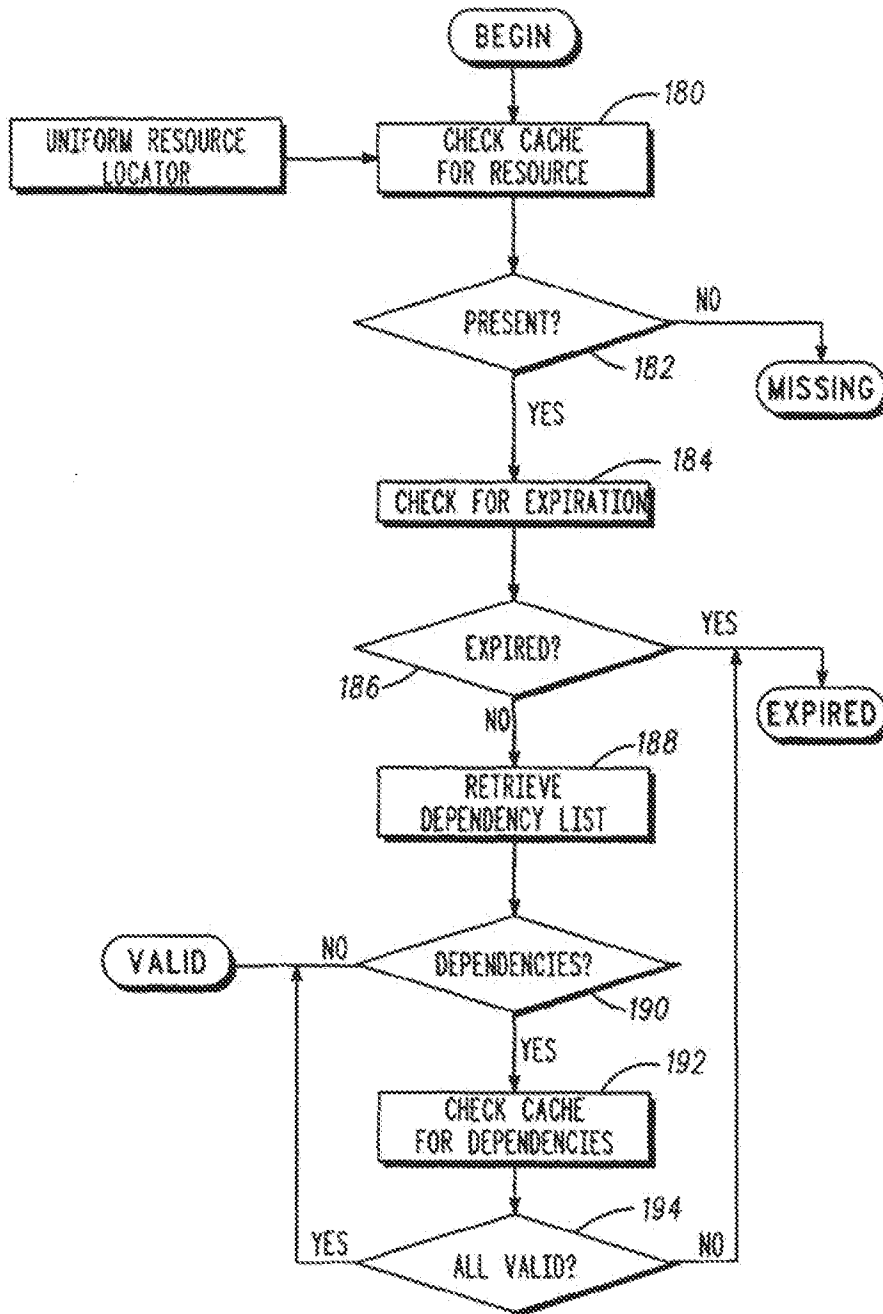 BEGIN
180
UNIFORM RESOURCE
LOCATOR
CHECK CACHE
FOR RESOURCE
PRESENT?
NO
182
MISSING
YES
184
CHECK FOR EXPIRATION
EXPIRED?
YES
186
EXPIRED
NO
188
RETRIEVE
DEPENDENCY LIST
VALID
NO
DEPENDENCIES?
190
YES
192
CHECK CACHE
FOR DEPENDENCIES
194
YES
ALL VALID?
NO